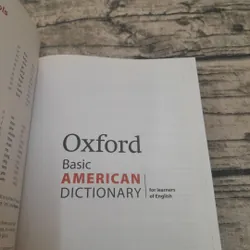 Oxford
Basic
AMERICAN
DICTIONARY
for learners
of English